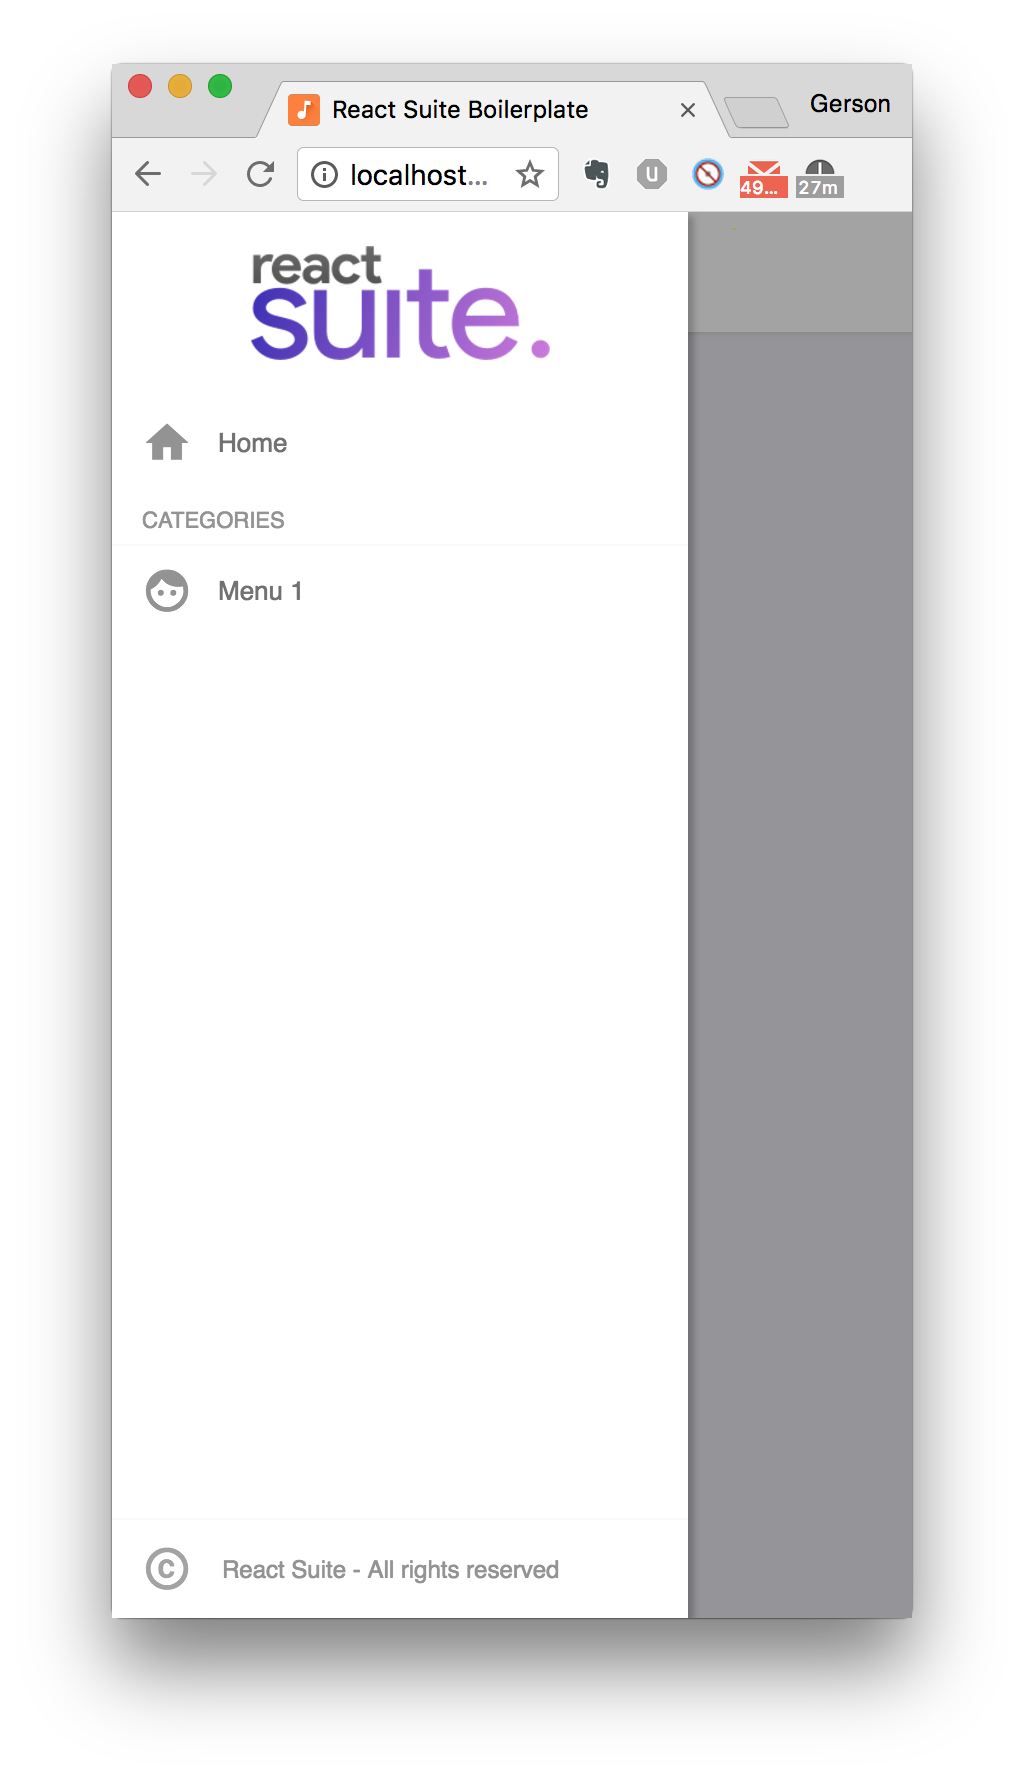 React Suite Boilerplate
Gerson
localhost...
u
49...
27m
react
suite.
Home
CATEGORIES
Menu 1
React Suite - All rights reserved